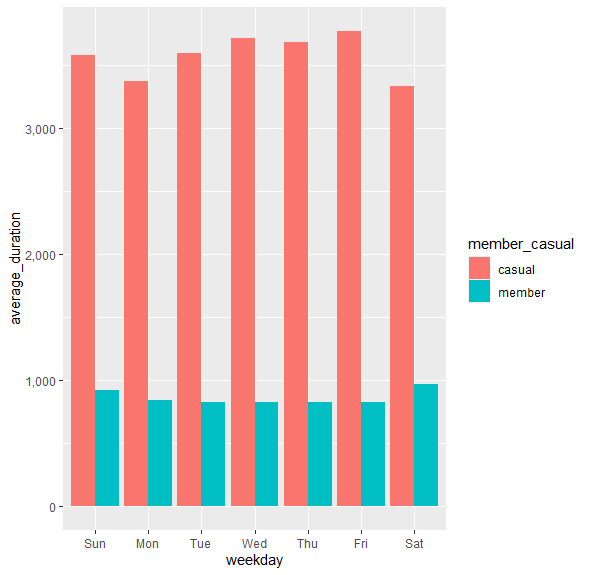 average_duration
3,000
2,000
1,000
0
Sun Mon Tue Wed Thu Fri Sat
weekday
member_casual
casual
member